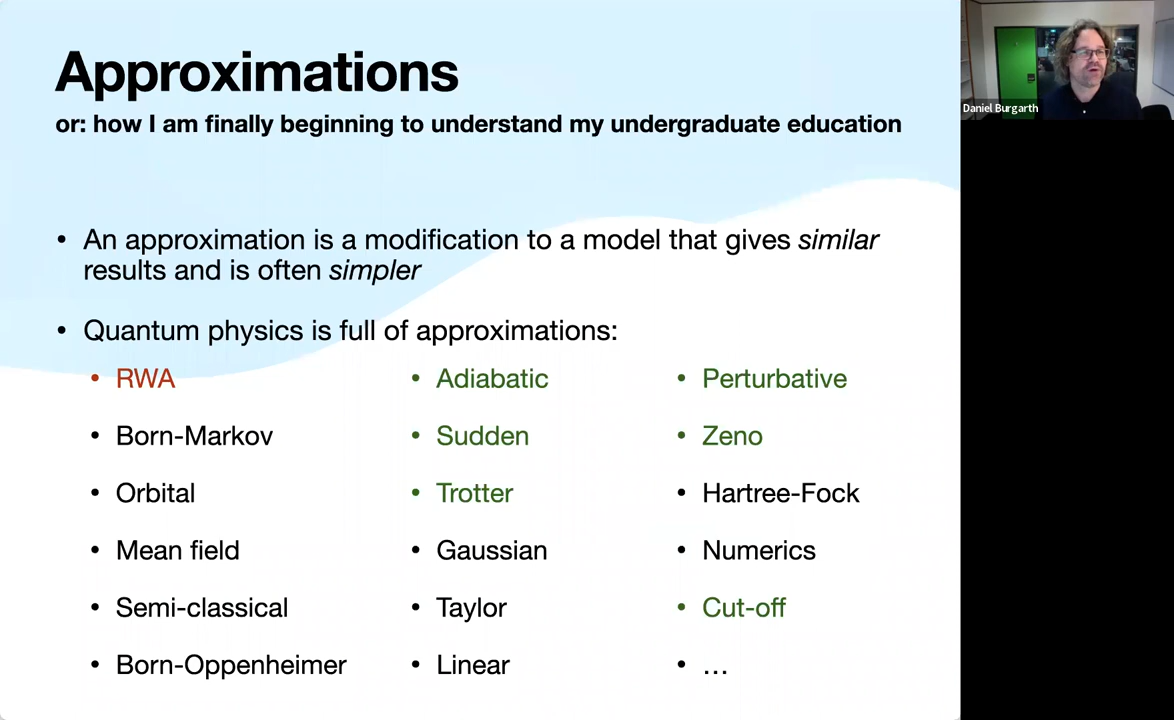 Approximations
or: how I am finally beginning to understand my undergraduate education
• An approximation is a modification to a model that gives similar
results and is often simpler
• Quantum physics is full of approximations:
• RWA
• Born-Markov
• Orbital
• Mean field
• Semi-classical
• Born-Oppenheimer
• Adiabatic
• Sudden
• Trotter
• Gaussian
• Taylor
• Linear
• Perturbative
• Zeno
• Hartree-Fock
• Numerics
• Cut-off
• …
Daniel Burgarth